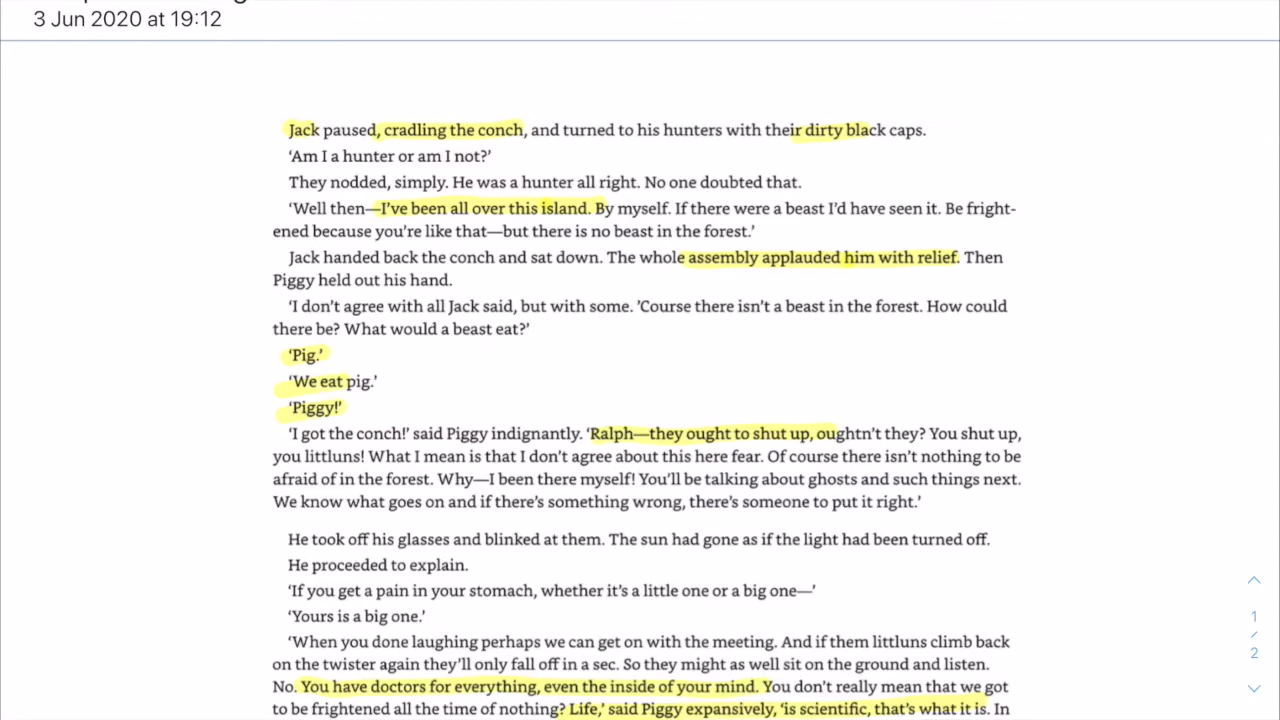 3 Jun 2020 at 19:12
Jack paused, cradling the conch, and turned to his hunters with their dirty black caps.
‘Am I a hunter or am I not?’
They nodded, simply. He was a hunter all right. No one doubted that.
‘Well then—I’ve been all over this island. By myself. If there were a beast I’d have seen it. Be fright-
ened because you’re like that—but there is no beast in the forest.’
Jack handed back the conch and sat down. The whole assembly applauded him with relief. Then
Piggy held out his hand.
‘I don’t agree with all Jack said, but with some. ’Course there isn’t a beast in the forest. How could
there be? What would a beast eat?’
‘Pig.’
‘We eat pig.’
‘Piggy!’
‘I got the conch!’ said Piggy indignantly. ‘Ralph—they ought to shut up, oughtn’t they? You shut up,
you littluns! What I mean is that I don’t agree about this here fear. Of course there isn’t nothing to be
afraid of in the forest. Why—I been there myself! You’ll be talking about ghosts and such things next.
We know what goes on and if there’s something wrong, there’s someone to put it right.’
He took off his glasses and blinked at them. The sun had gone as if the light had been turned off.
He proceeded to explain.
‘If you get a pain in your stomach, whether it’s a little one or a big one—’
‘Yours is a big one.’
‘When you done laughing perhaps we can get on with the meeting. And if them littluns climb back
on the twister again they’ll only fall off in a sec. So they might as well sit on the ground and listen.
No. You have doctors for everything, even the inside of your mind. You don’t really mean that we got
to be frightened all the time of nothing? Life,’ said Piggy expansively, ‘is scientific, that’s what it is. In
1
/
2